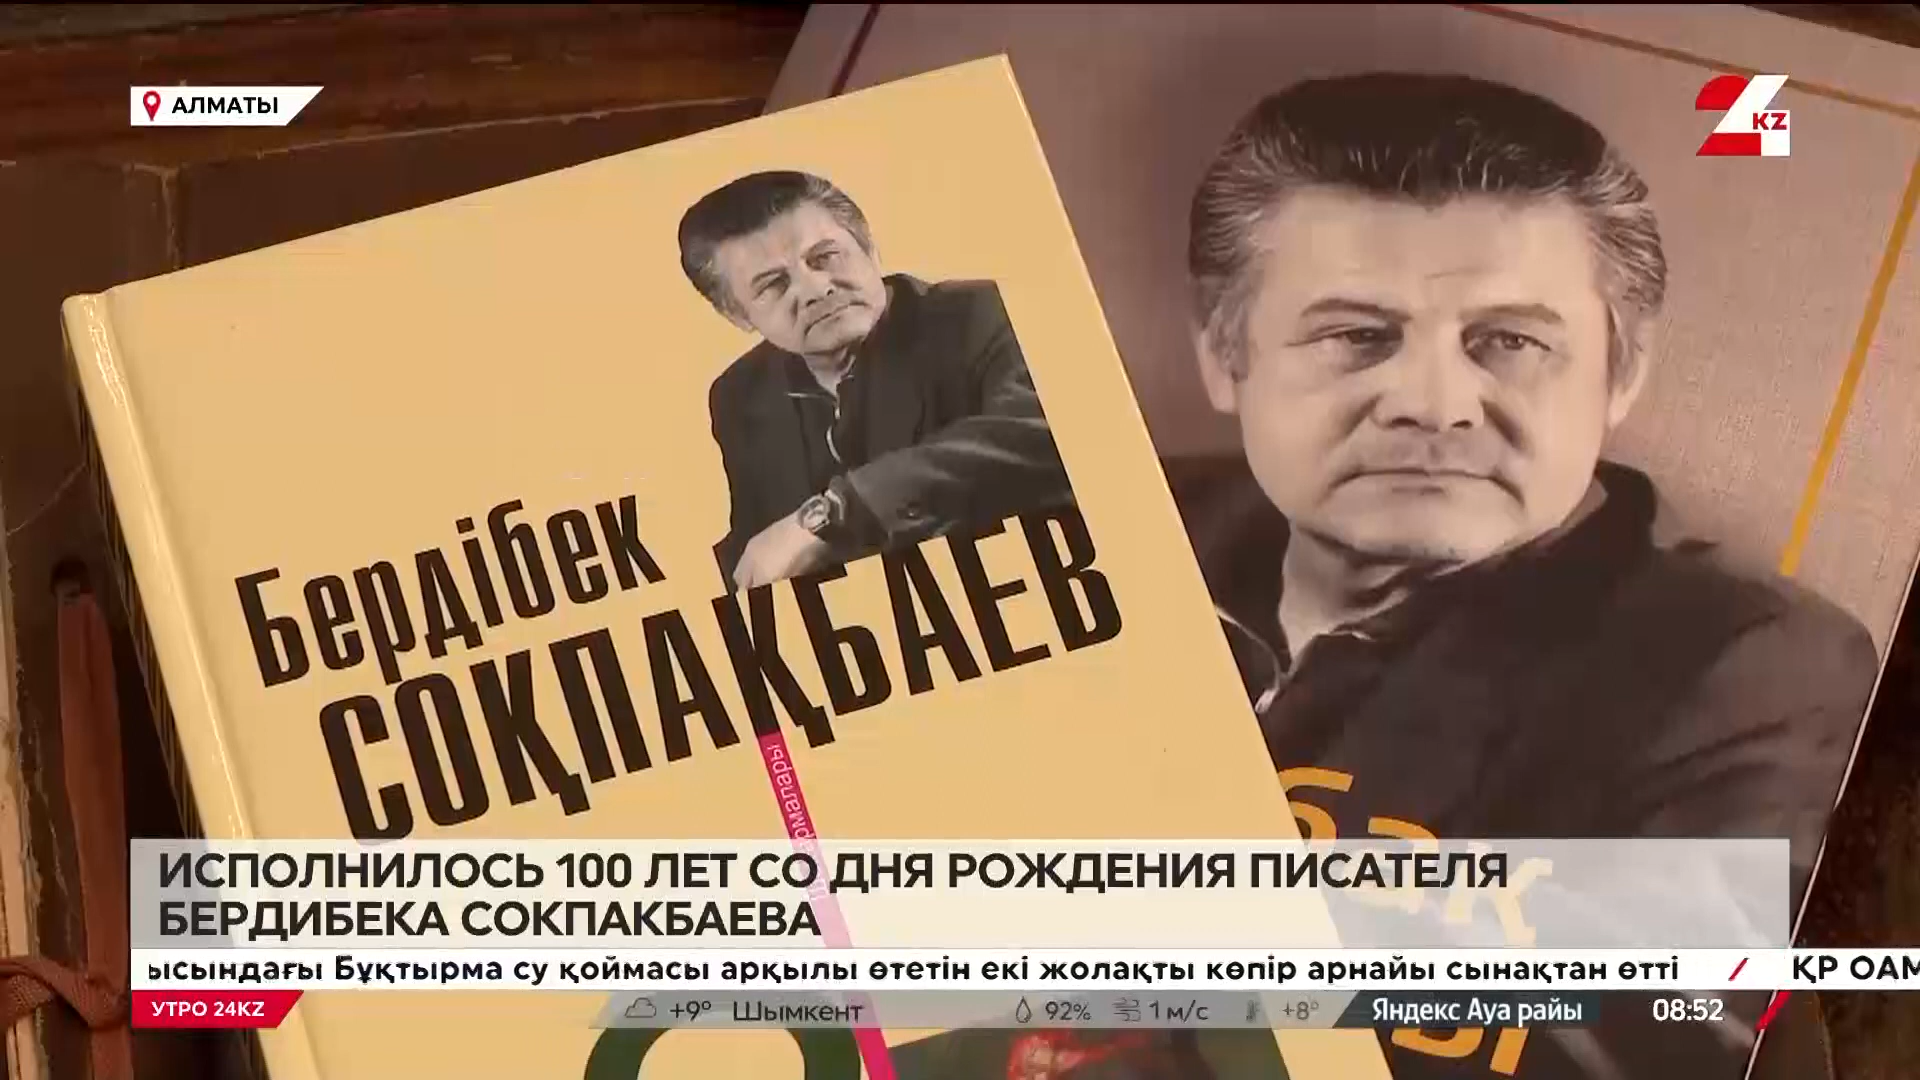 АЛМАТЫ
24 KZ
Бердібек
СОҚПАҚБАЕВ
ИСПОЛНИЛОСЬ 100 ЛЕТ СО ДНЯ РОЖДЕНИЯ ПИСАТЕЛЯ
БЕРДИБЕКА СОКПАКБАЕВА
ысындағы Бұқтырма су қоймасы арқылы өтетін екі жолақты көпір арнайы сынақтан өтті / ҚР ОАМ
УТРО 24KZ
+9° Шымкент 92% 1 м/с +8° Яндекс Ауа райы 08:52